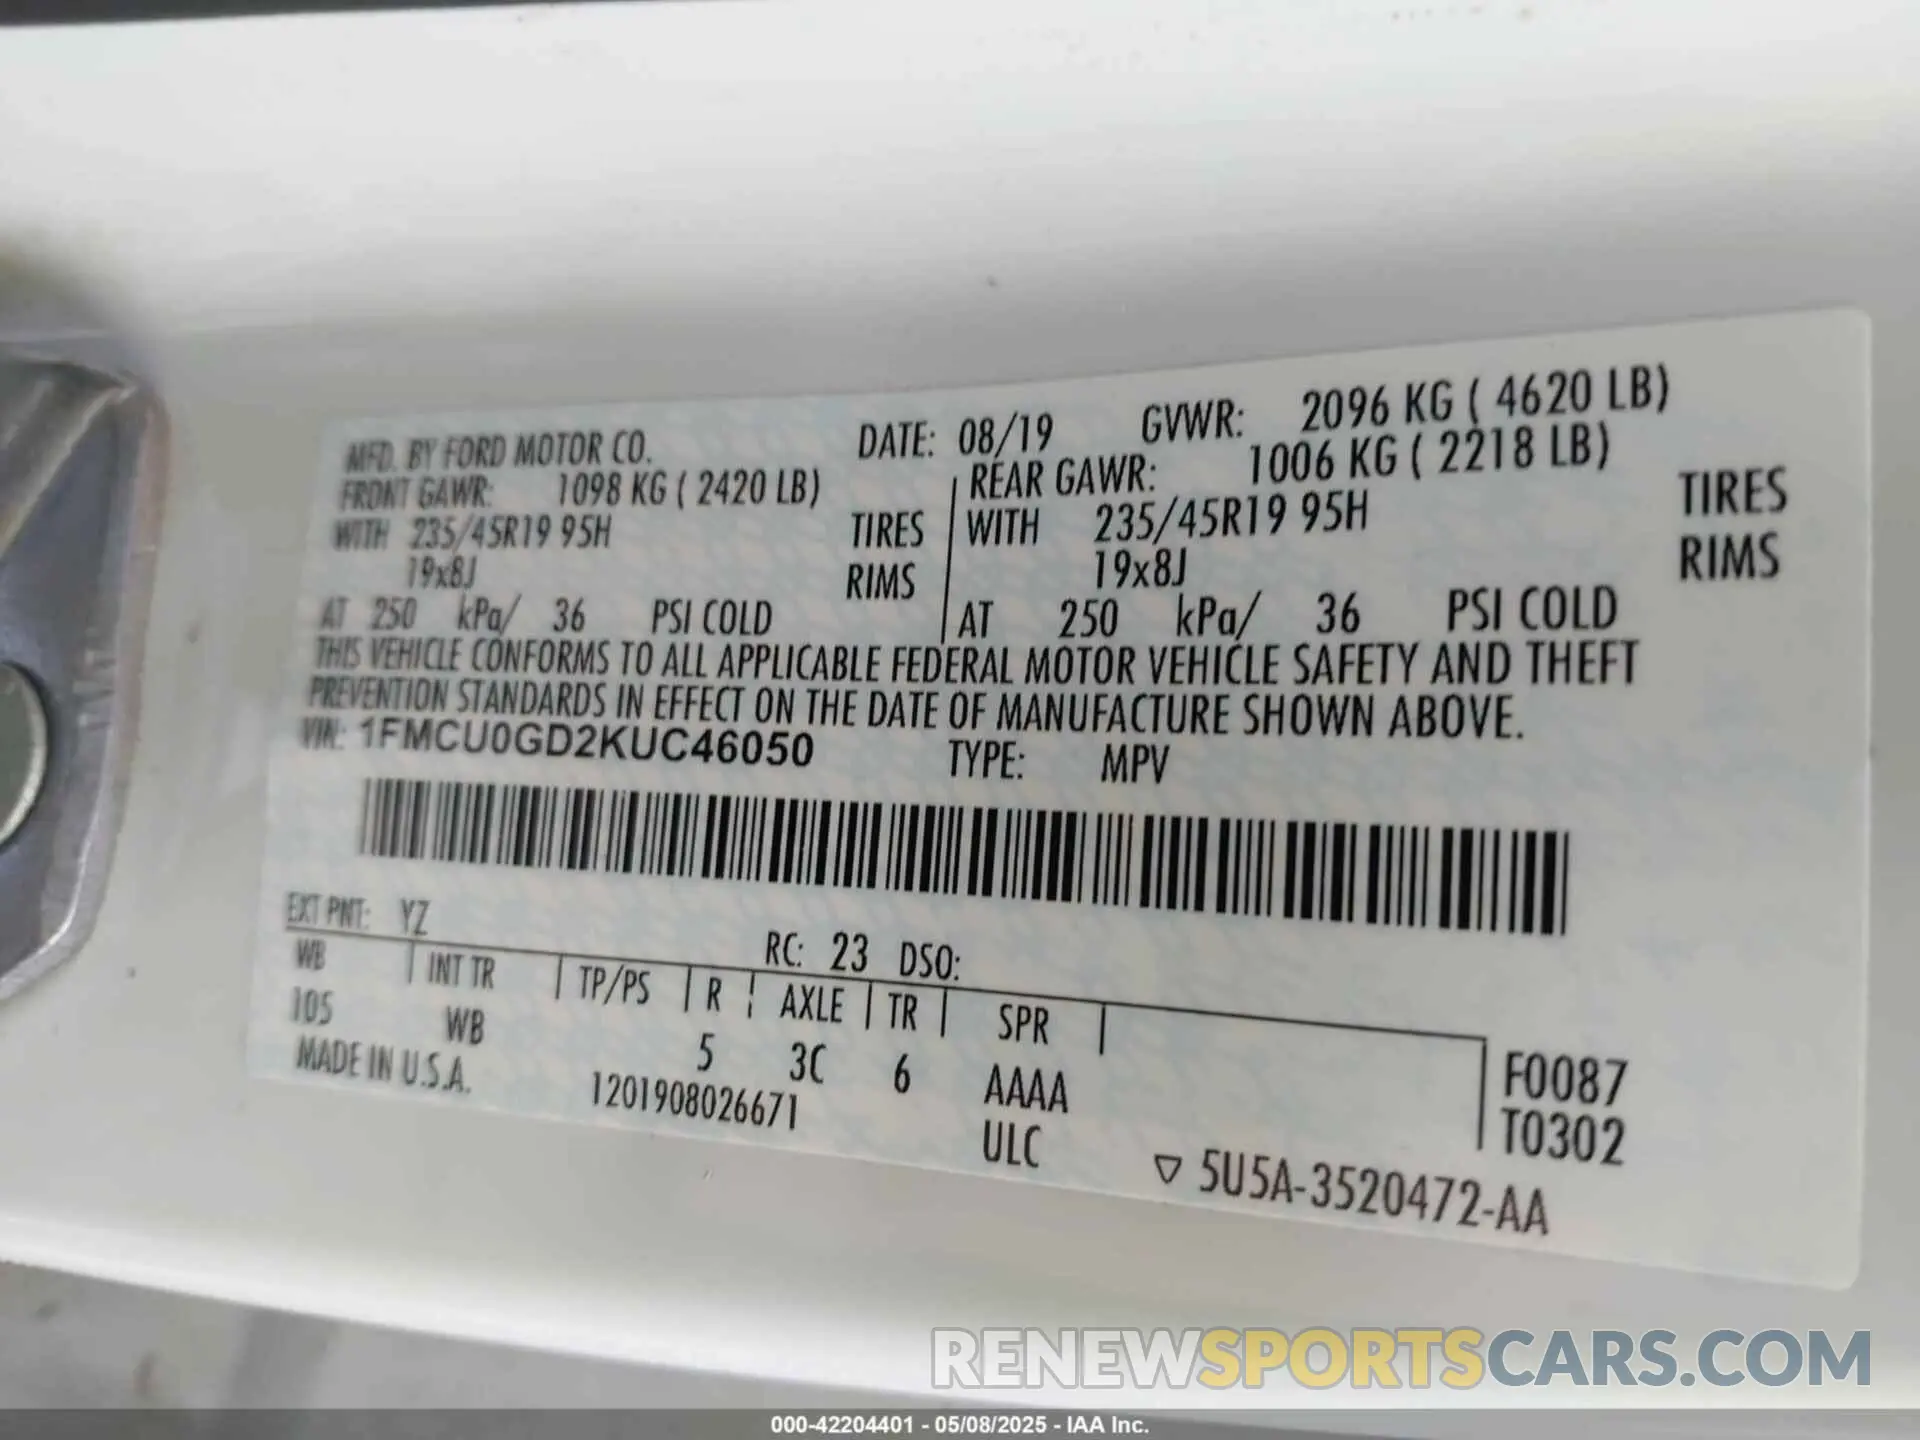 MFD. BY FORD MOTOR CO. DATE: 08/19 GVWR: 2096 KG ( 4620 LB)
FRONT GAWR: 1098 KG ( 2420 LB) REAR GAWR: 1006 KG ( 2218 LB)
WITH 235/45R19 95H TIRES WITH 235/45R19 95H TIRES
19x8J RIMS 19x8J RIMS
AT 250 kPa/ 36 PSI COLD AT 250 kPa/ 36 PSI COLD
THIS VEHICLE CONFORMS TO ALL APPLICABLE FEDERAL MOTOR VEHICLE SAFETY AND THEFT
PREVENTION STANDARDS IN EFFECT ON THE DATE OF MANUFACTURE SHOWN ABOVE.
VIN: 1FMCU0GD2KUC46050 TYPE: MPV
EXT PNT: YZ RC: 23 DSO:
WB INT TR TP/PS R AXLE TR SPR
105 WB 5 3C 6 AAAA F0087
MADE IN U.S.A. 1201908026671 ULC T0302
▽ 5U5A-3520472-AA
RENEWSPORTSCARS.COM
000-42204401 - 05/08/2025 - IAA Inc.